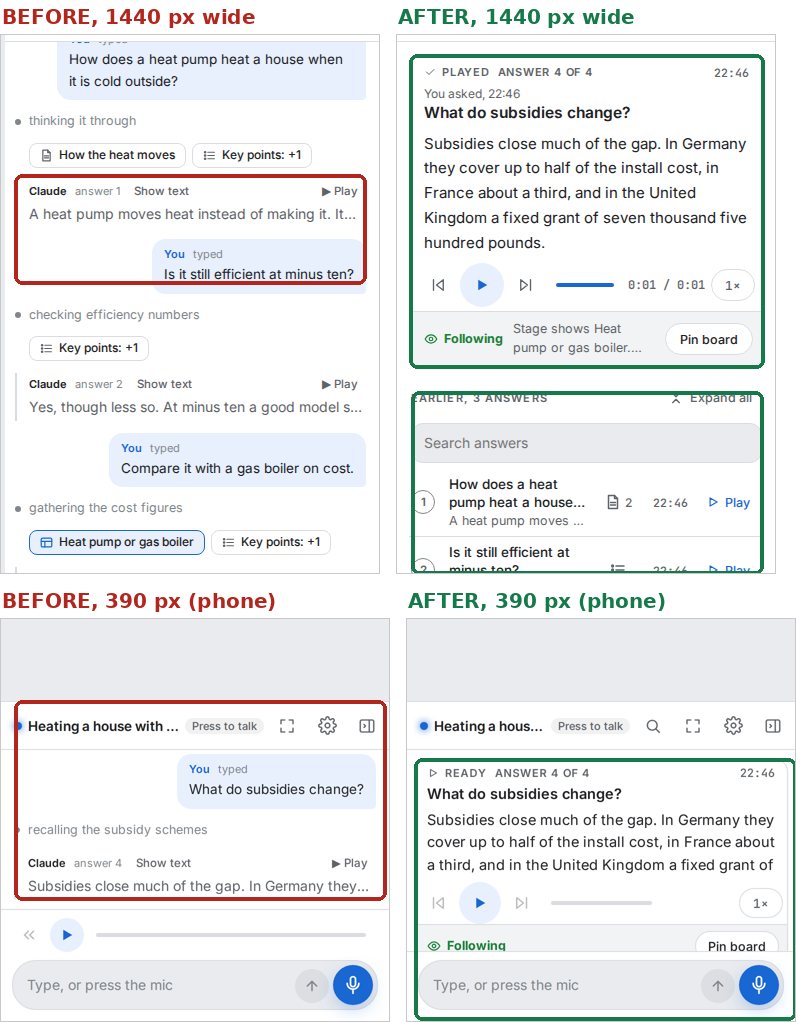 BEFORE, 1440 px wide
You typed
How does a heat pump heat a house when
it is cold outside?
thinking it through
How the heat moves
Key points: +1
Claude answer 1 Show text ▶ Play
A heat pump moves heat instead of making it. It...
You typed
Is it still efficient at minus ten?
checking efficiency numbers
Key points: +1
Claude answer 2 Show text ▶ Play
Yes, though less so. At minus ten a good model s...
You typed
Compare it with a gas boiler on cost.
gathering the cost figures
Heat pump or gas boiler
Key points: +1
AFTER, 1440 px wide
PLAYED ANSWER 4 OF 4 22:46
You asked, 22:46
What do subsidies change?
Subsidies close much of the gap. In Germany
they cover up to half of the install cost, in
France about a third, and in the United
Kingdom a fixed grant of seven thousand five
hundred pounds.
0:01 / 0:01 1×
Following
Stage shows Heat
pump or gas boiler....
Pin board
EARLIER, 3 ANSWERS Expand all
Search answers
1
How does a heat
pump heat a house...
A heat pump moves ...
2 22:46 Play
2
Is it still efficient at
minus ten?
22:46 Play
BEFORE, 390 px (phone)
Heating a house with ... Press to talk
You typed
What do subsidies change?
recalling the subsidy schemes
Claude answer 4 Show text ▶ Play
Subsidies close much of the gap. In Germany they...
Type, or press the mic
AFTER, 390 px (phone)
Heating a hous... Press to talk
READY ANSWER 4 OF 4 22:46
What do subsidies change?
Subsidies close much of the gap. In Germany they
cover up to half of the install cost, in France about
a third, and in the United Kingdom a fixed grant of
1×
Following Pin board
Type, or press the mic